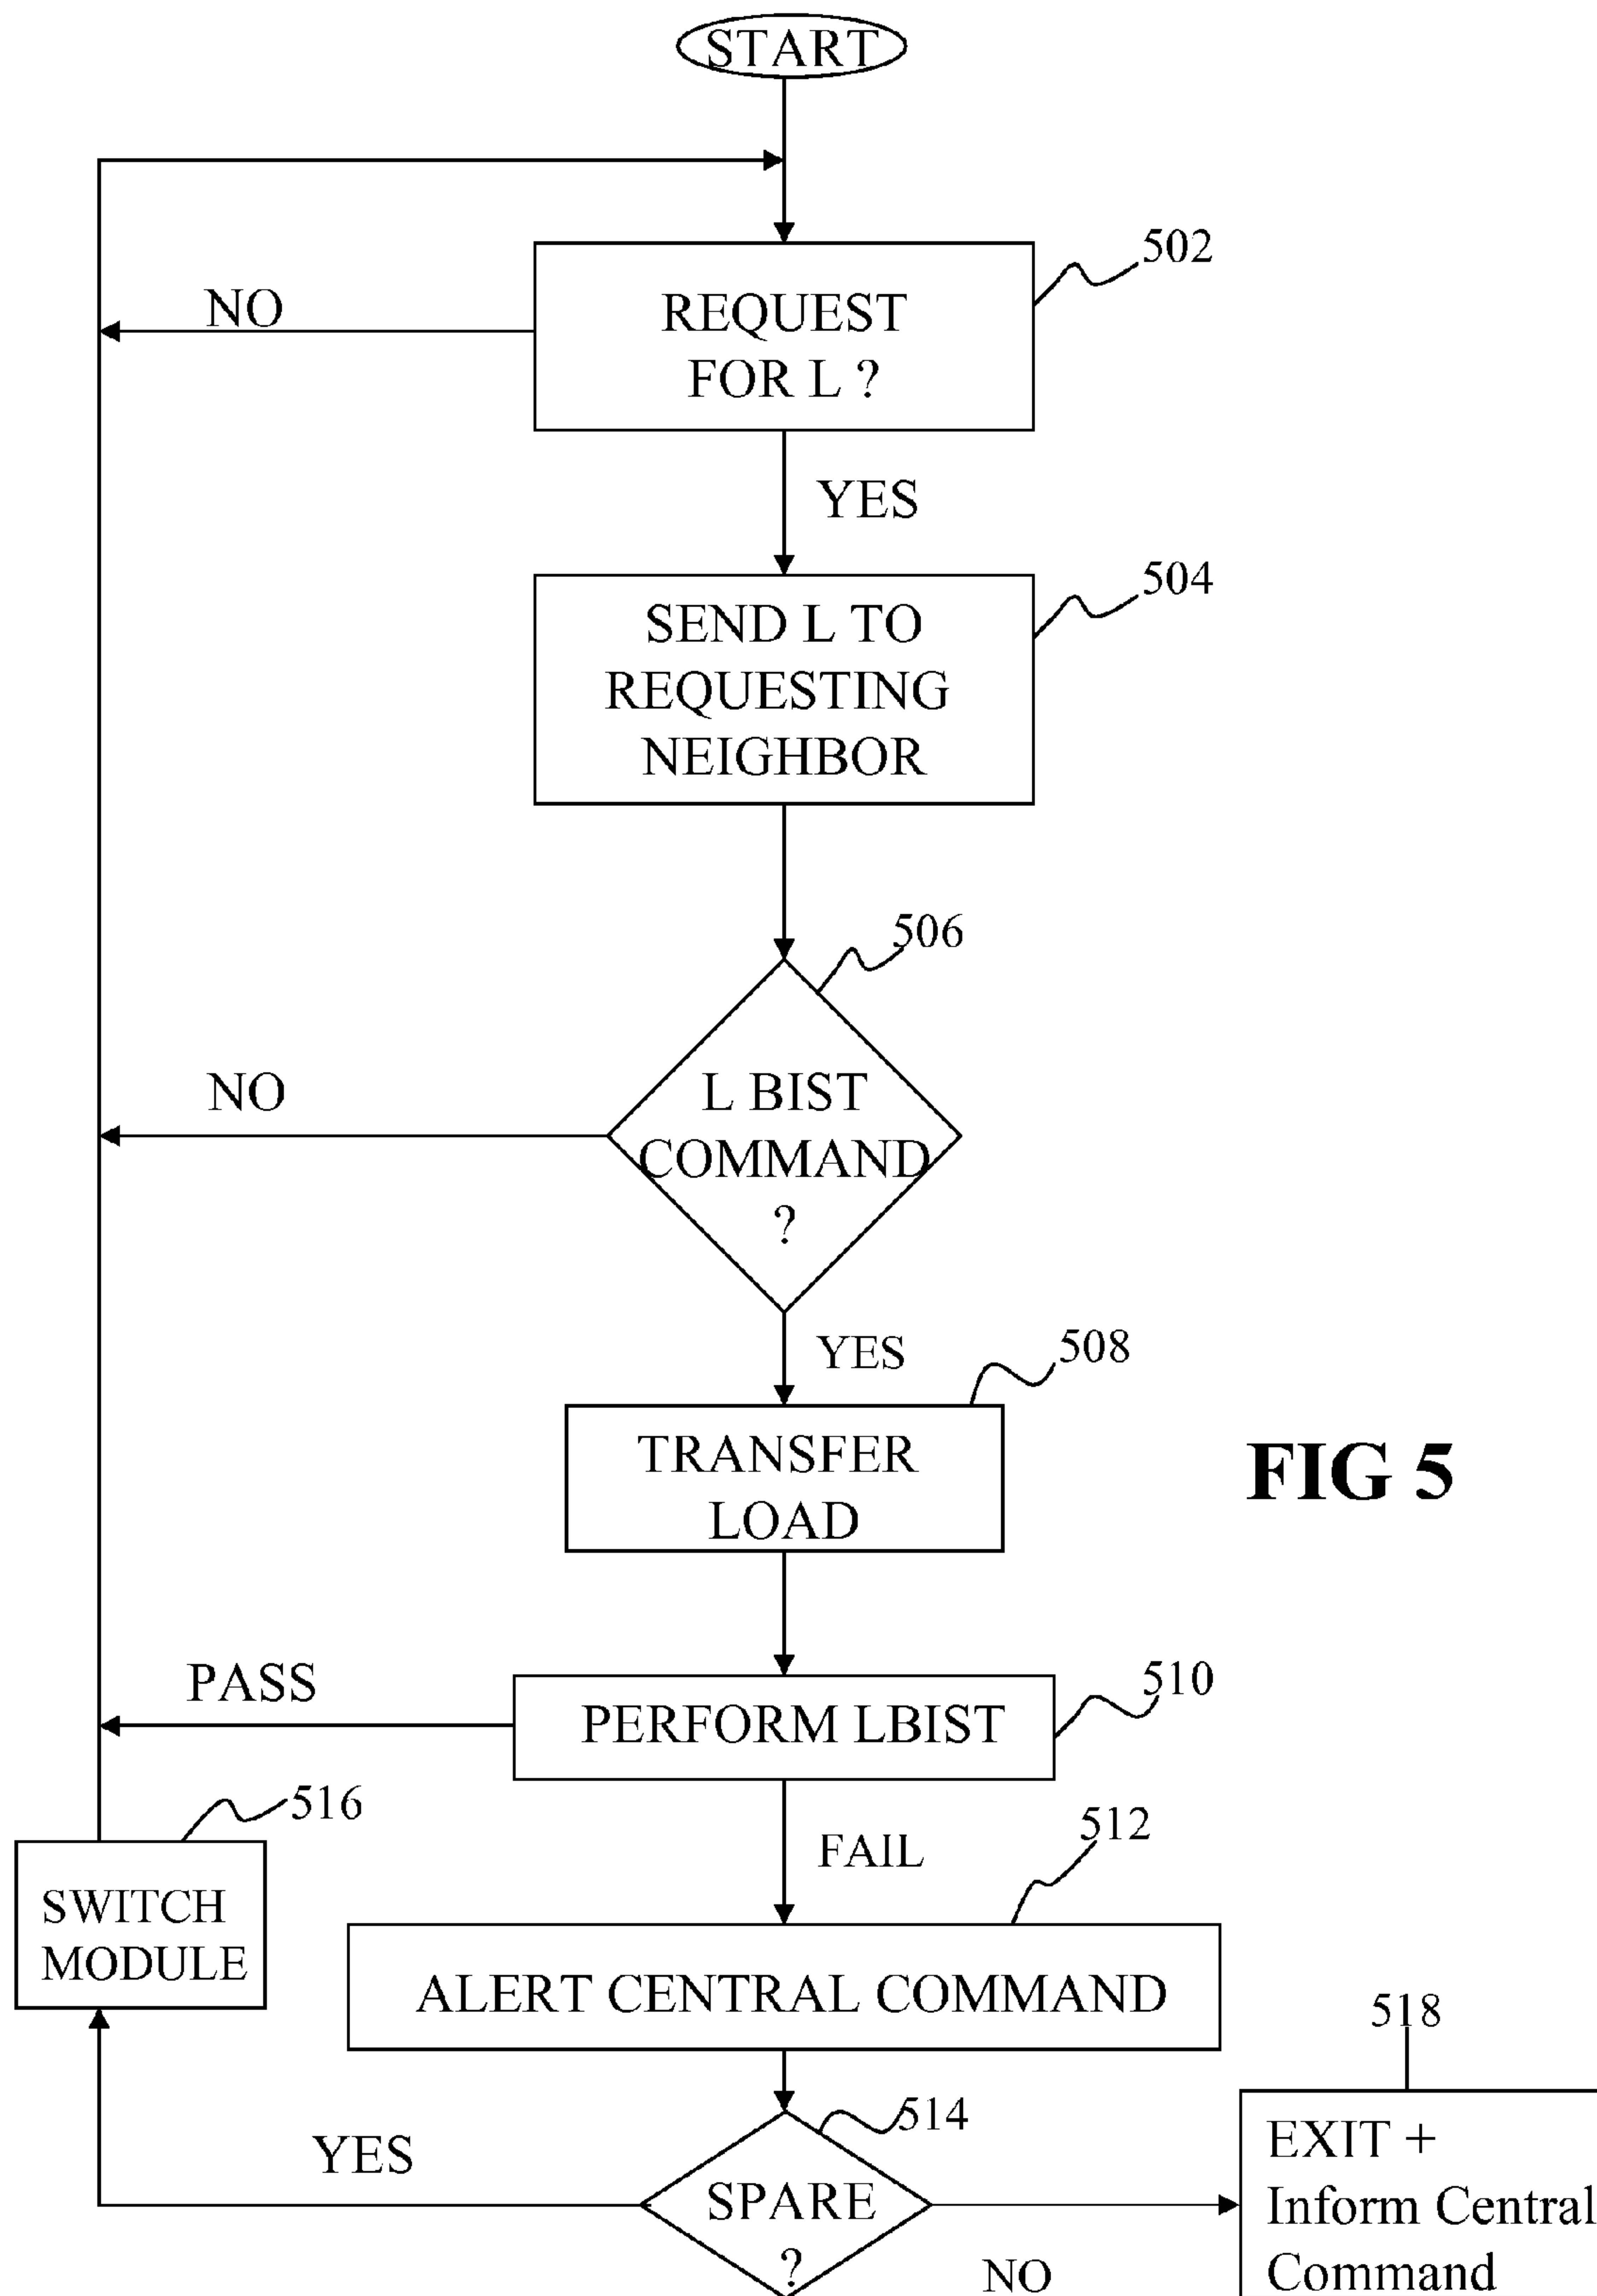 START
502
NO
REQUEST
FOR L ?
YES
504
SEND L TO
REQUESTING
NEIGHBOR
506
NO
L BIST
COMMAND
?
YES
508
TRANSFER
LOAD
FIG 5
PASS
510
PERFORM LBIST
516
FAIL
512
SWITCH
MODULE
ALERT CENTRAL COMMAND
518
514
YES
SPARE
?
NO
EXIT +
Inform Central
Command